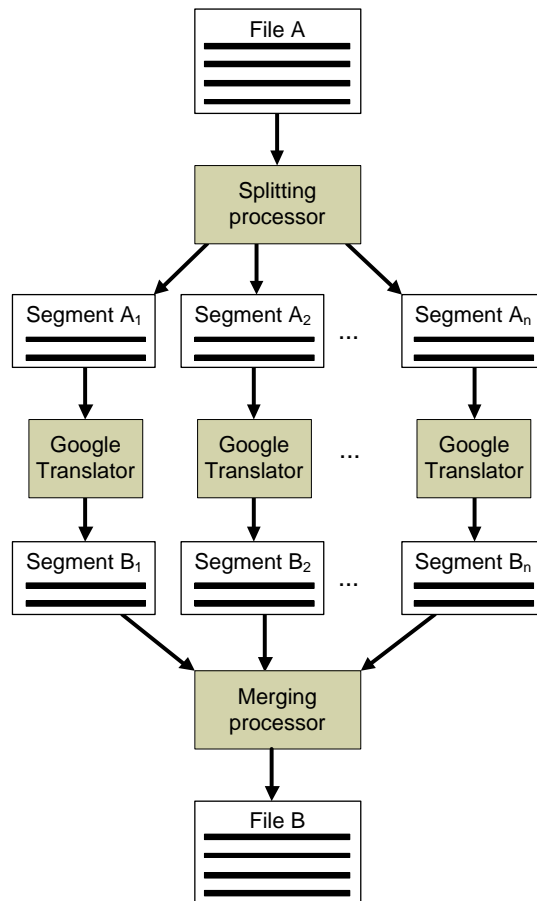 File A
Splitting
processor
Segment A₁
Segment A₂
...
Segment Aₙ
Google
Translator
Google
Translator
...
Google
Translator
Segment B₁
Segment B₂
...
Segment Bₙ
Merging
processor
File B